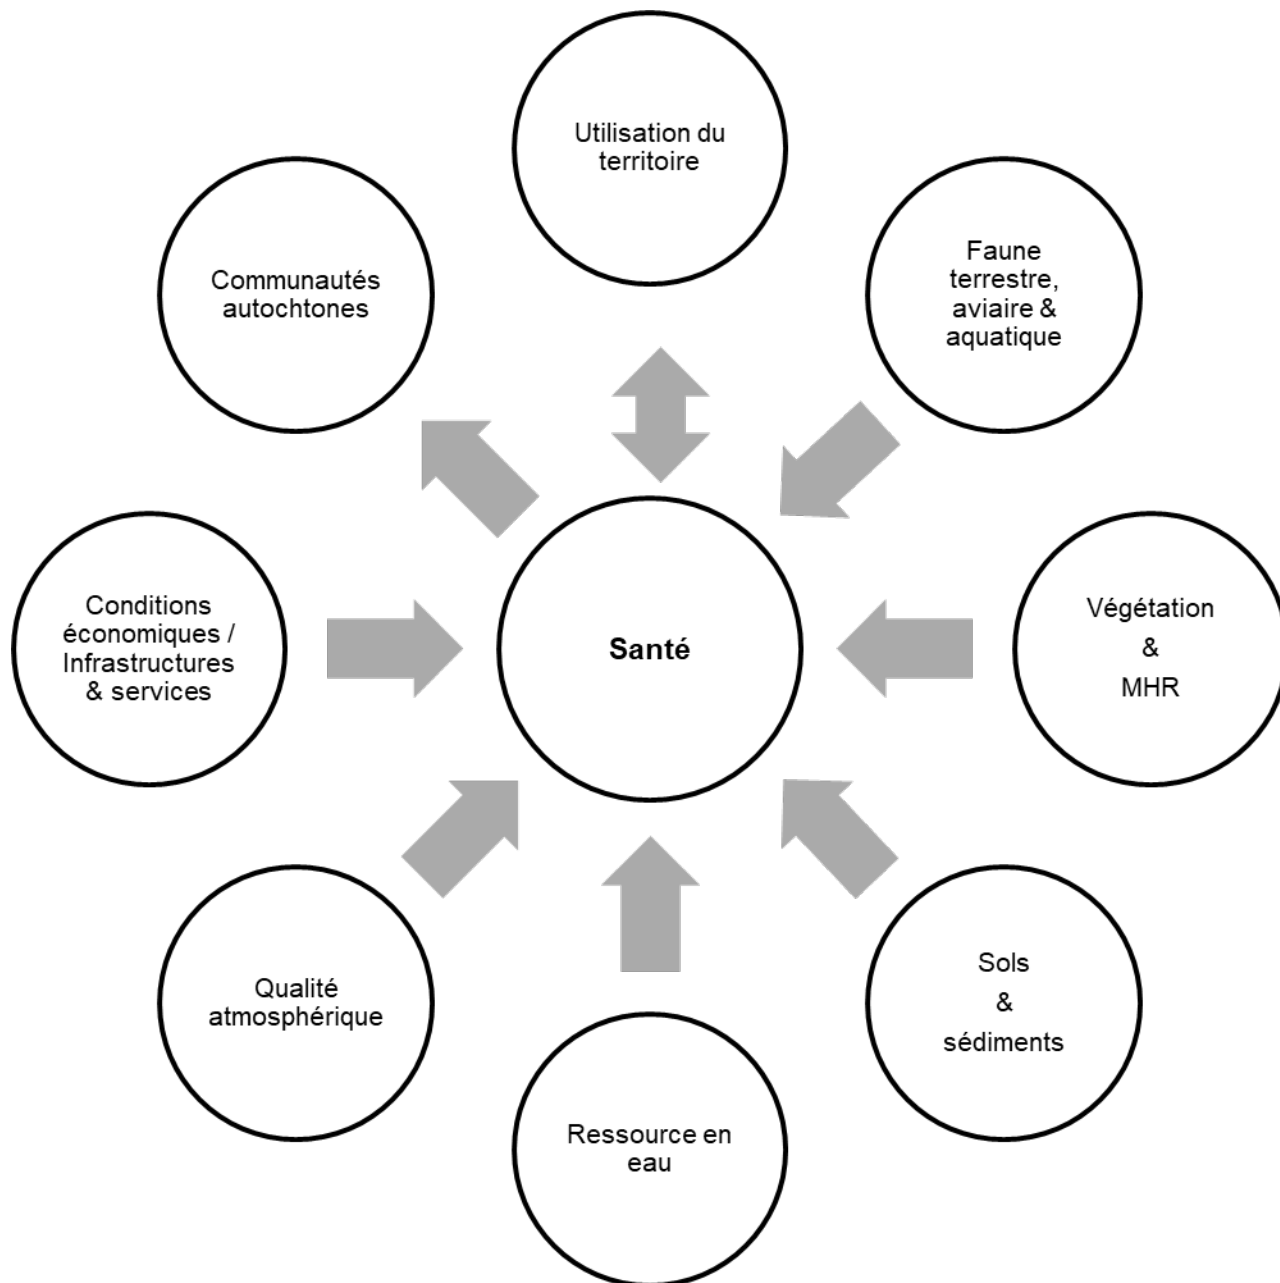 Utilisation du
territoire
Communautés
autochtones
Faune
terrestre,
aviaire &
aquatique
Conditions
économiques /
Infrastructures
& services
Santé
Végétation
&
MHR
Qualité
atmosphérique
Sols
&
sédiments
Ressource en
eau